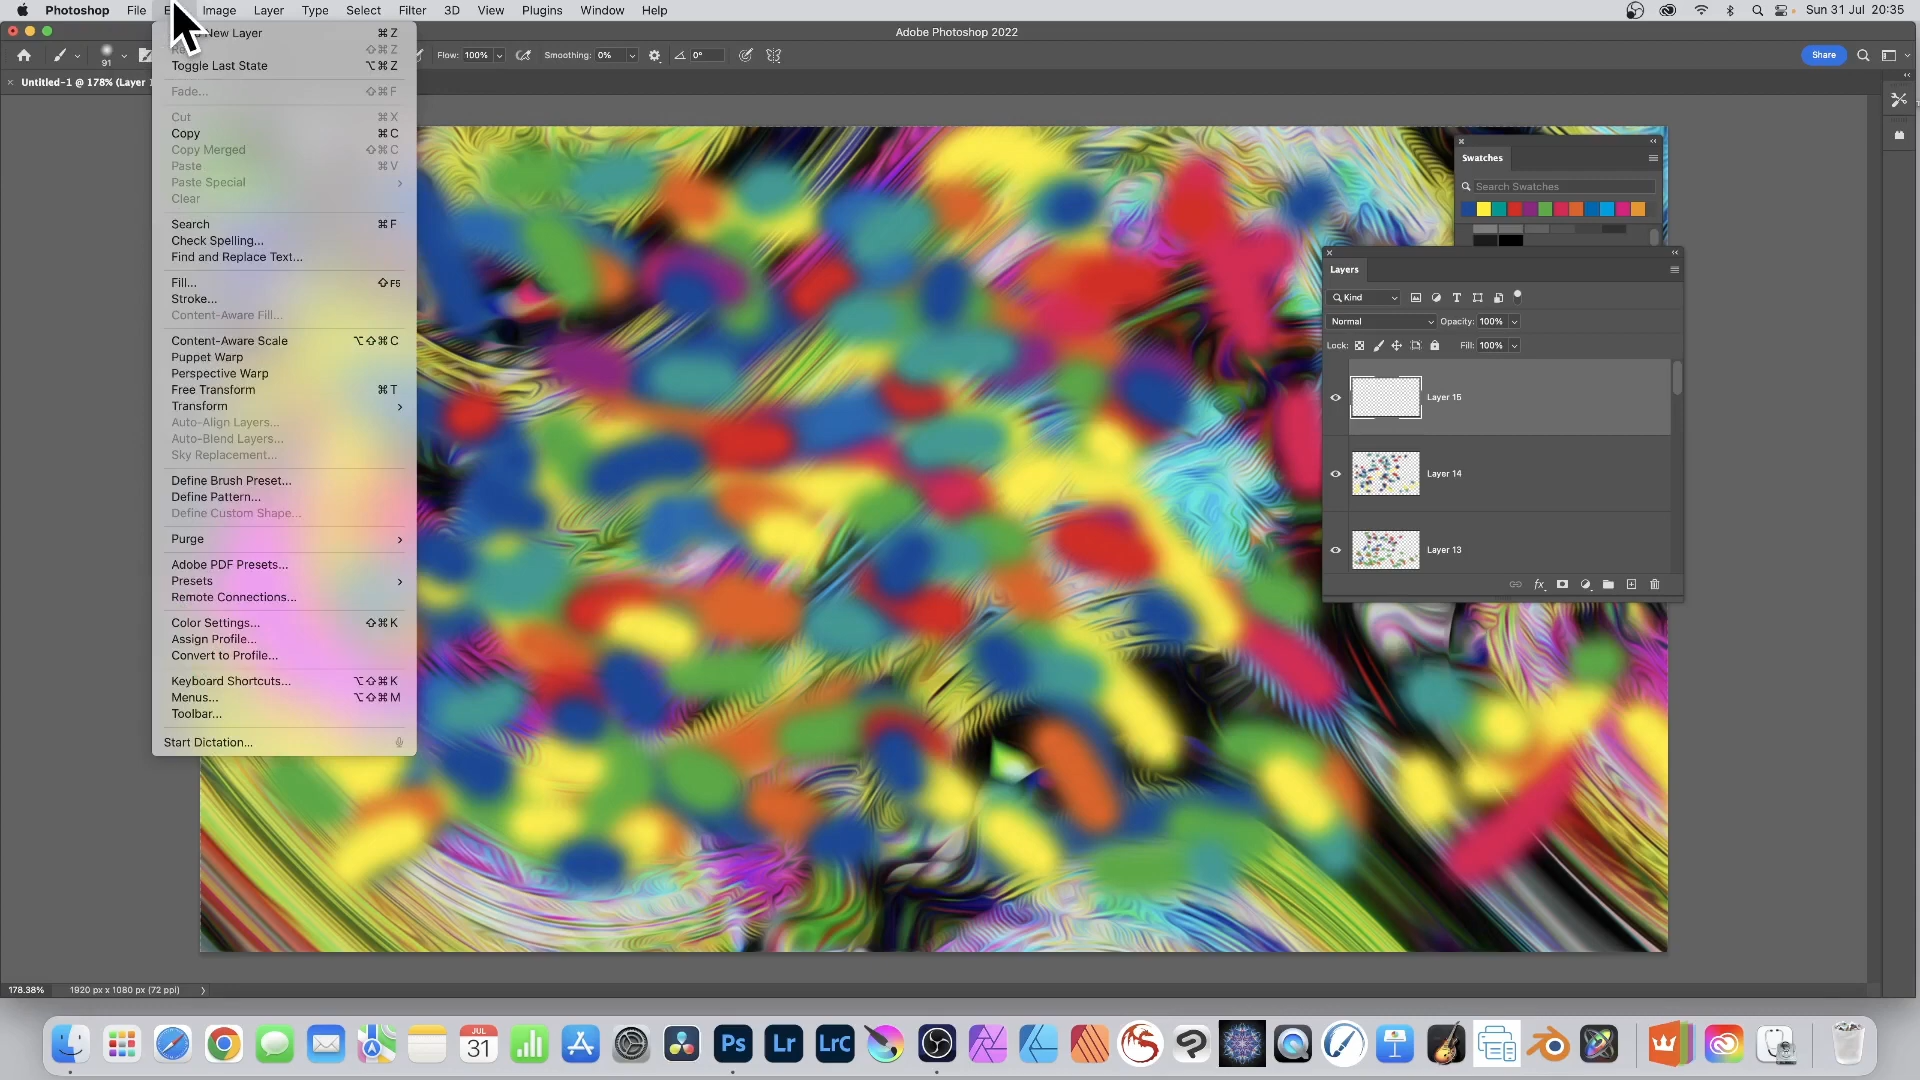 Photoshop File Image Layer Type Select Filter 3D View Plugins Window Help Sun 31 Jul 20:35
Adobe Photoshop 2022
91 Flow: 100% Smoothing: 0% 0° Share
× Untitled-1 @ 178% (Layer
New Layer ⌘Z
⇧⌘Z
Toggle Last State ⌥⌘Z
Fade... ⇧⌘F
Cut ⌘X
Copy ⌘C
Copy Merged ⇧⌘C
Paste ⌘V
Paste Special
Clear
Search ⌘F
Check Spelling...
Find and Replace Text...
Fill... ⇧F5
Stroke...
Content-Aware Fill...
Content-Aware Scale ⌥⇧⌘C
Puppet Warp
Perspective Warp
Free Transform ⌘T
Transform
Auto-Align Layers...
Auto-Blend Layers...
Sky Replacement...
Define Brush Preset...
Define Pattern...
Define Custom Shape...
Purge
Adobe PDF Presets...
Presets
Remote Connections...
Color Settings... ⇧⌘K
Assign Profile...
Convert to Profile...
Keyboard Shortcuts... ⌥⇧⌘K
Menus... ⌥⇧⌘M
Toolbar...
Start Dictation...
Swatches
Search Swatches
Layers
Kind
Normal Opacity: 100%
Lock: Fill: 100%
Layer 15
Layer 14
Layer 13
fx
178.38% 1920 px x 1080 px (72 ppi)
JUL
31
Ps Lr LrC